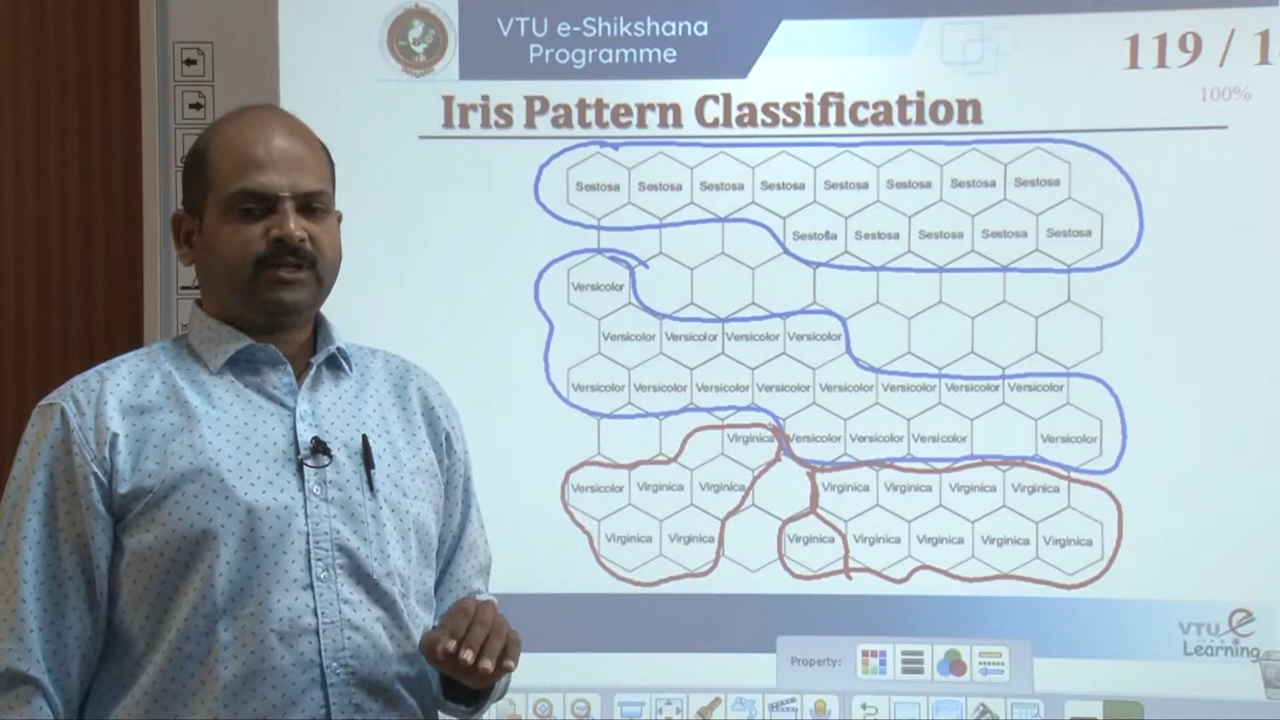 VTU e-Shikshana
Programme
119 / 1
100%
Iris Pattern Classification
Sestosa Sestosa Sestosa Sestosa Sestosa Sestosa Sestosa Sestosa
Sestosa Sestosa Sestosa Sestosa Sestosa
Versicolor
Versicolor Versicolor Versicolor Versicolor
Versicolor Versicolor Versicolor Versicolor Versicolor Versicolor Versicolor Versicolor
Virginica Versicolor Versicolor Versicolor Versicolor
Versicolor Virginica Virginica Virginica Virginica Virginica Virginica
Virginica Virginica Virginica Virginica Virginica Virginica Virginica
VTU e
Learning
Property: